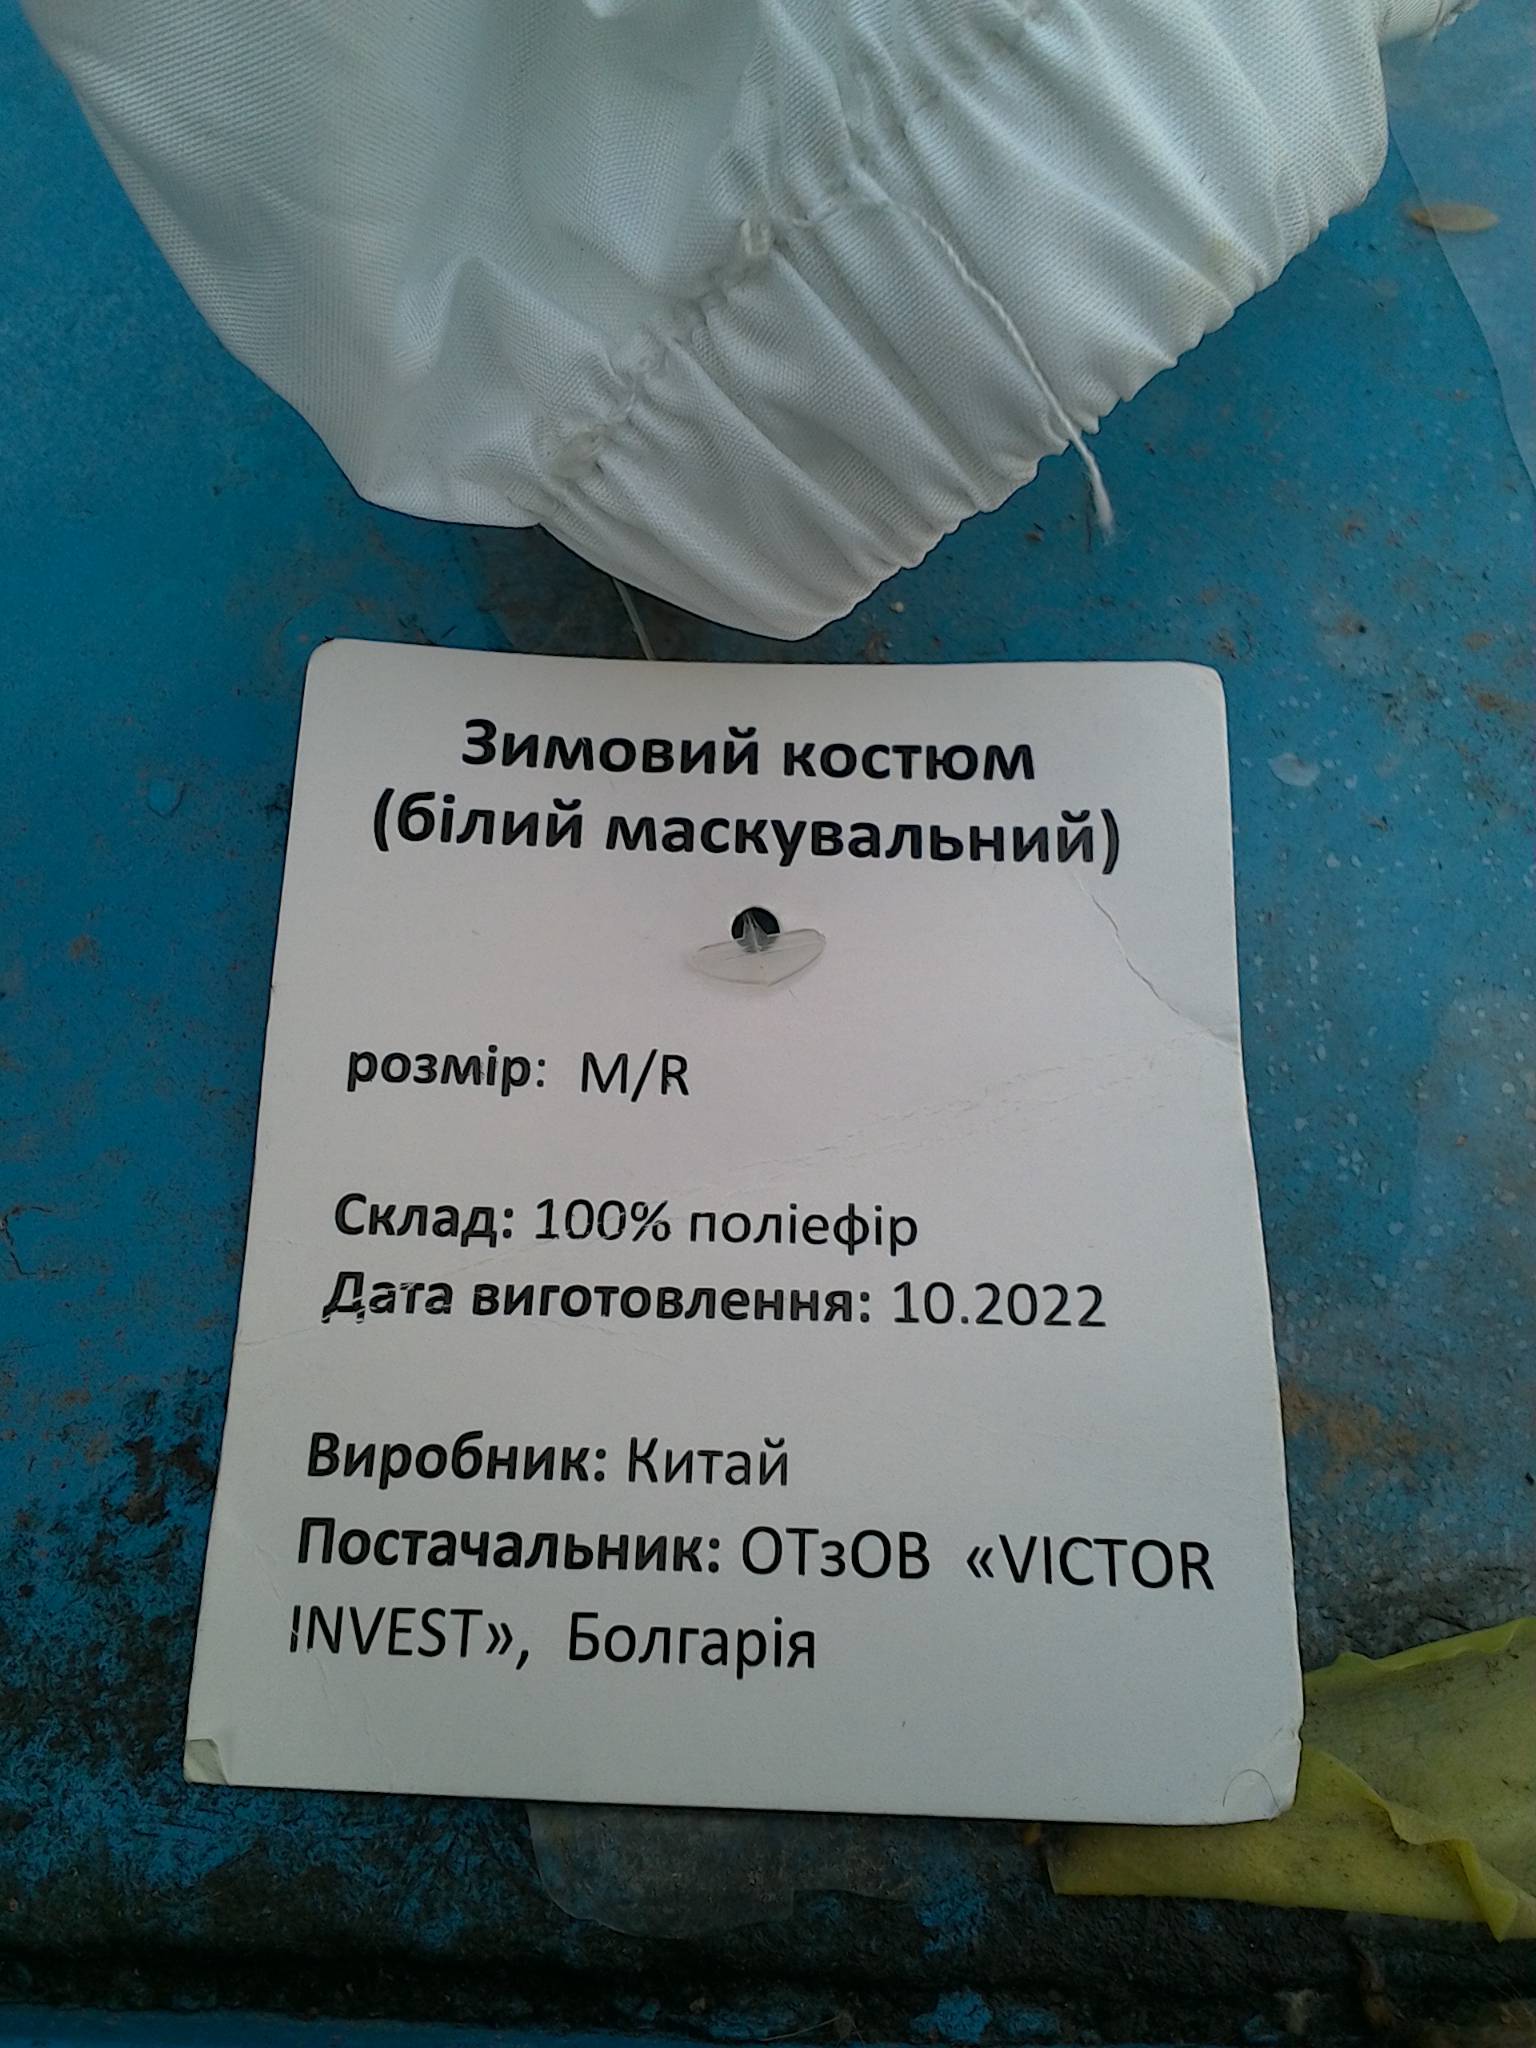 Зимовий костюм
(білий маскувальний)
розмір: M/R
Склад: 100% поліефір
Дата виготовлення: 10.2022
Виробник: Китай
Постачальник: ОТзОВ «VICTOR
INVEST», Болгарія